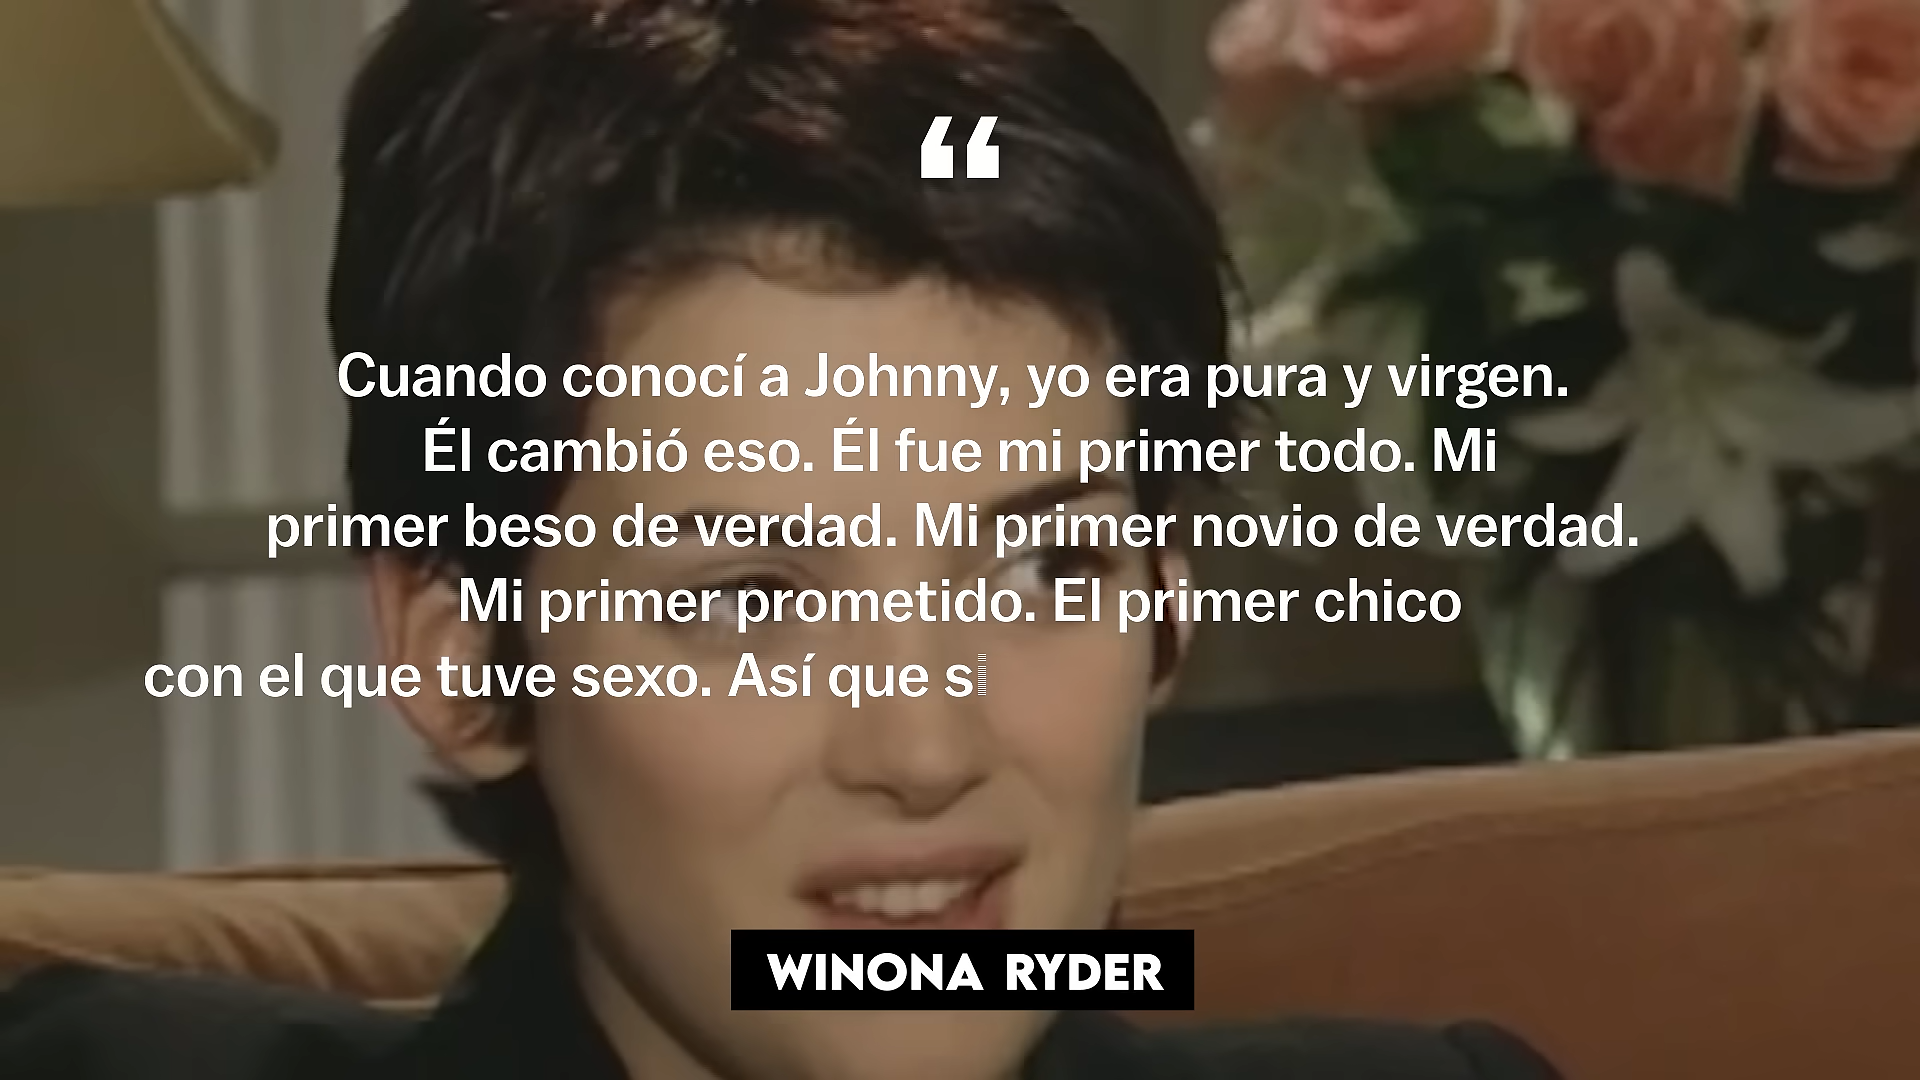 “
Cuando conocí a Johnny, yo era pura y virgen.
Él cambió eso. Él fue mi primer todo. Mi
primer beso de verdad. Mi primer novio de verdad.
Mi primer prometido. El primer chico
con el que tuve sexo. Así que si
WINONA RYDER